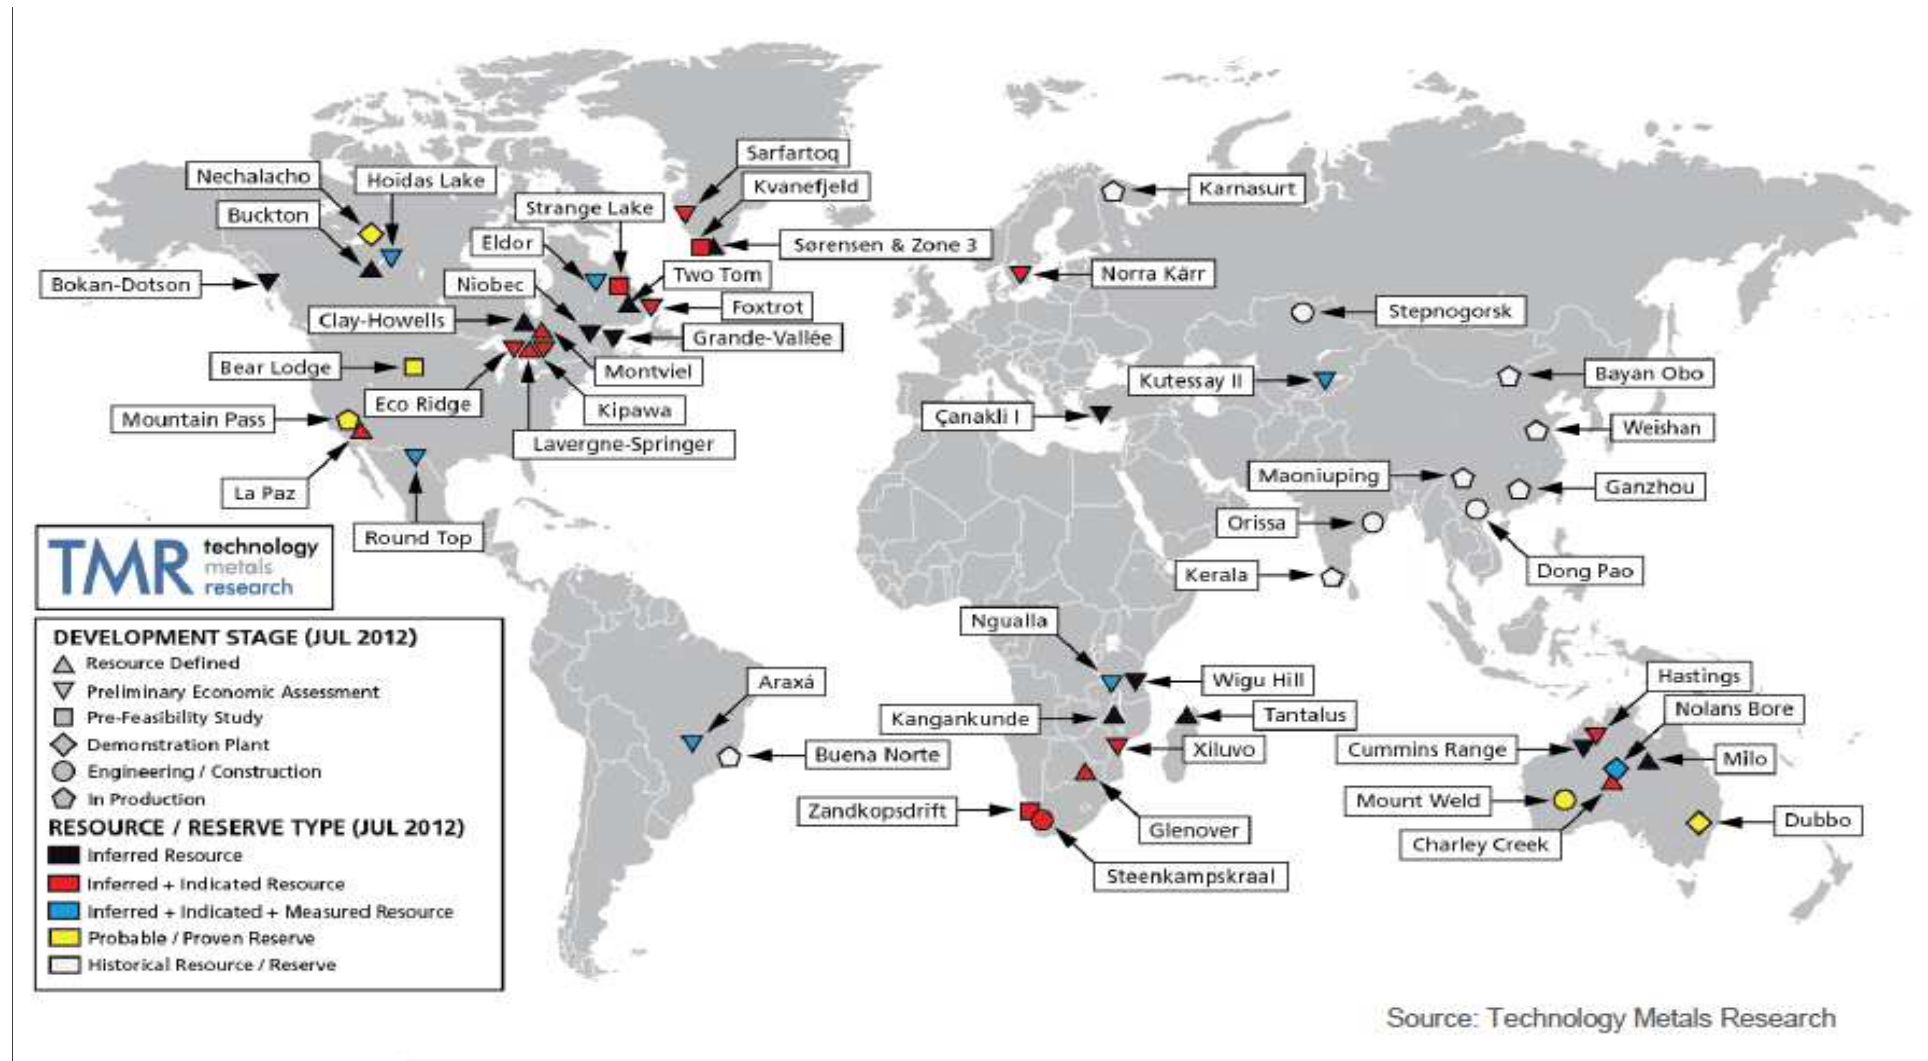 Sarfartoq
Kvanefjeld
Nechalacho
Hoidas Lake
Buckton
Strange Lake
Eldor
Sørensen & Zone 3
Karnasurt
Bokan-Dotson
Niobec
Two Tom
Norra Kärr
Clay-Howells
Foxtrot
Stepnogorsk
Grande-Vallée
Bear Lodge
Montviel
Kutessay II
Bayan Obo
Eco Ridge
Kipawa
Mountain Pass
Çanakli I
Weishan
Lavergne-Springer
La Paz
Maoniuping
Ganzhou
Round Top
Orissa
Dong Pao
Kerala
TMR technology
metals
research
Ngualla
DEVELOPMENT STAGE (JUL 2012)
Resource Defined
Preliminary Economic Assessment
Pre-Feasibility Study
Demonstration Plant
Engineering / Construction
In Production
RESOURCE / RESERVE TYPE (JUL 2012)
Inferred Resource
Inferred + Indicated Resource
Inferred + Indicated + Measured Resource
Probable / Proven Reserve
Historical Resource / Reserve
Araxá
Wigu Hill
Hastings
Kangankunde
Tantalus
Nolans Bore
Buena Norte
Xiluvo
Cummins Range
Milo
Zandkopsdrift
Mount Weld
Glenover
Dubbo
Charley Creek
Steenkampskraal
Source: Technology Metals Research